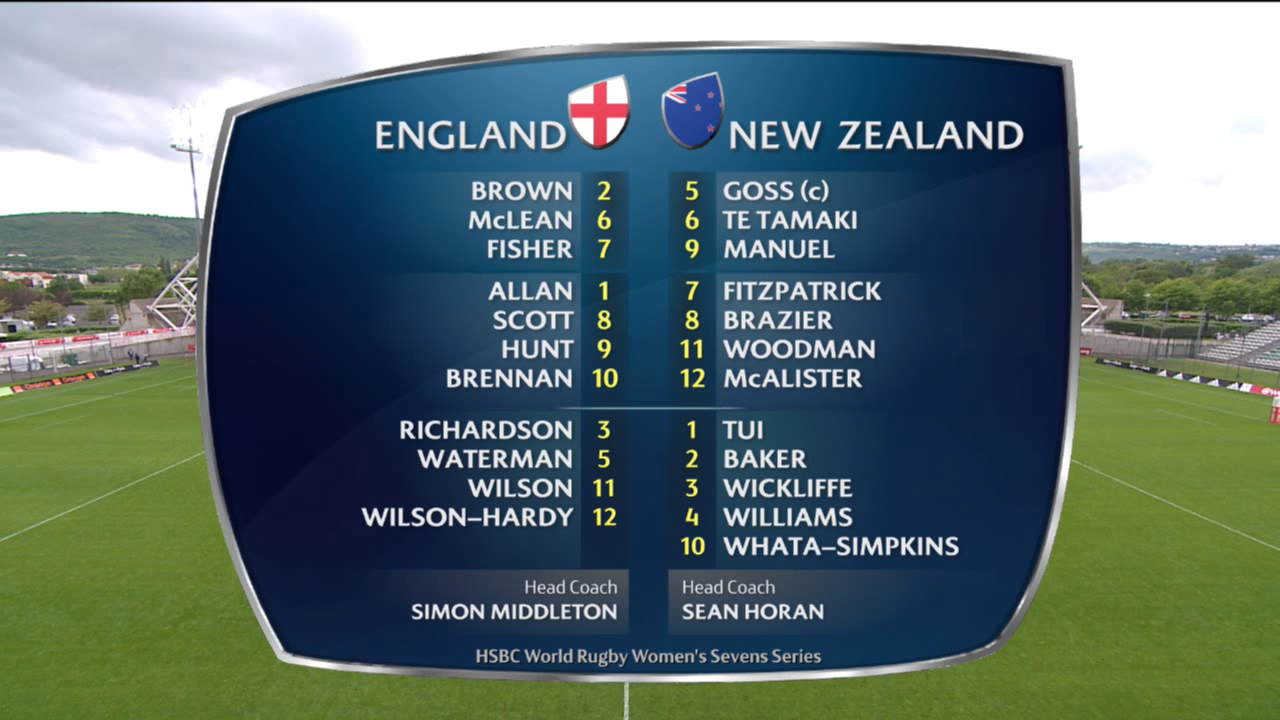 ENGLAND NEW ZEALAND
BROWN 2 5 GOSS (c)
McLEAN 6 6 TE TAMAKI
FISHER 7 9 MANUEL
ALLAN 1 7 FITZPATRICK
SCOTT 8 8 BRAZIER
HUNT 9 11 WOODMAN
BRENNAN 10 12 McALISTER
RICHARDSON 3 1 TUI
WATERMAN 5 2 BAKER
WILSON 11 3 WICKLIFFE
WILSON–HARDY 12 4 WILLIAMS
10 WHATA–SIMPKINS
Head Coach Head Coach
SIMON MIDDLETON SEAN HORAN
HSBC World Rugby Women's Sevens Series